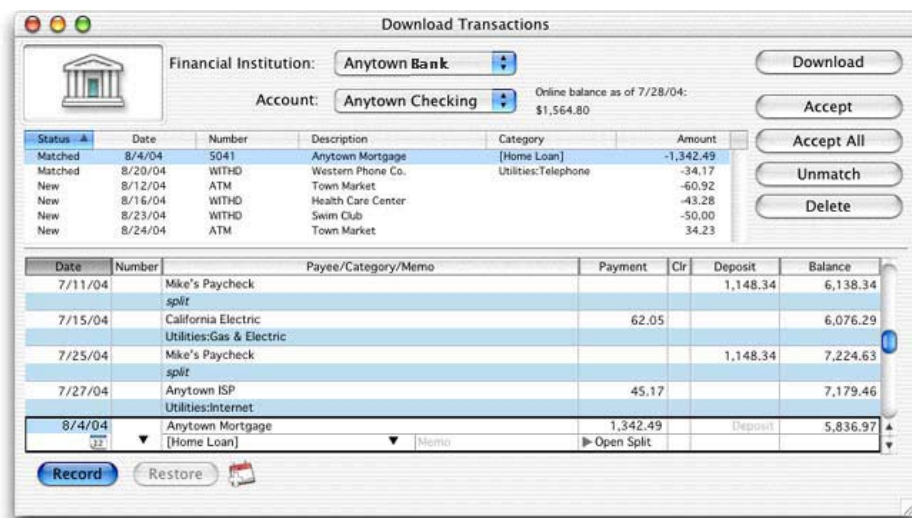 Download Transactions
Financial Institution: Anytown Bank
Download
Account: Anytown Checking
Online balance as of 7/28/04:
$1,564.80
Accept
Accept All
Unmatch
Delete
Status Date Number Description Category Amount
Matched 8/4/04 5041 Anytown Mortgage [Home Loan] -1,342.49
Matched 8/20/04 WITHD Western Phone Co. Utilities:Telephone -34.17
New 8/12/04 ATM Town Market -60.92
New 8/16/04 WITHD Health Care Center -43.28
New 8/23/04 WITHD Swim Club -50.00
New 8/24/04 ATM Town Market 34.23
Date Number Payee/Category/Memo Payment Clr Deposit Balance
7/11/04 Mike's Paycheck 1,148.34 6,138.34
split
7/15/04 California Electric 62.05 6,076.29
Utilities:Gas & Electric
7/25/04 Mike's Paycheck 1,148.34 7,224.63
split
7/27/04 Anytown ISP 45.17 7,179.46
Utilities:Internet
8/4/04 Anytown Mortgage 1,342.49 Deposit 5,836.97
12 [Home Loan] Memo Open Split
Record Restore